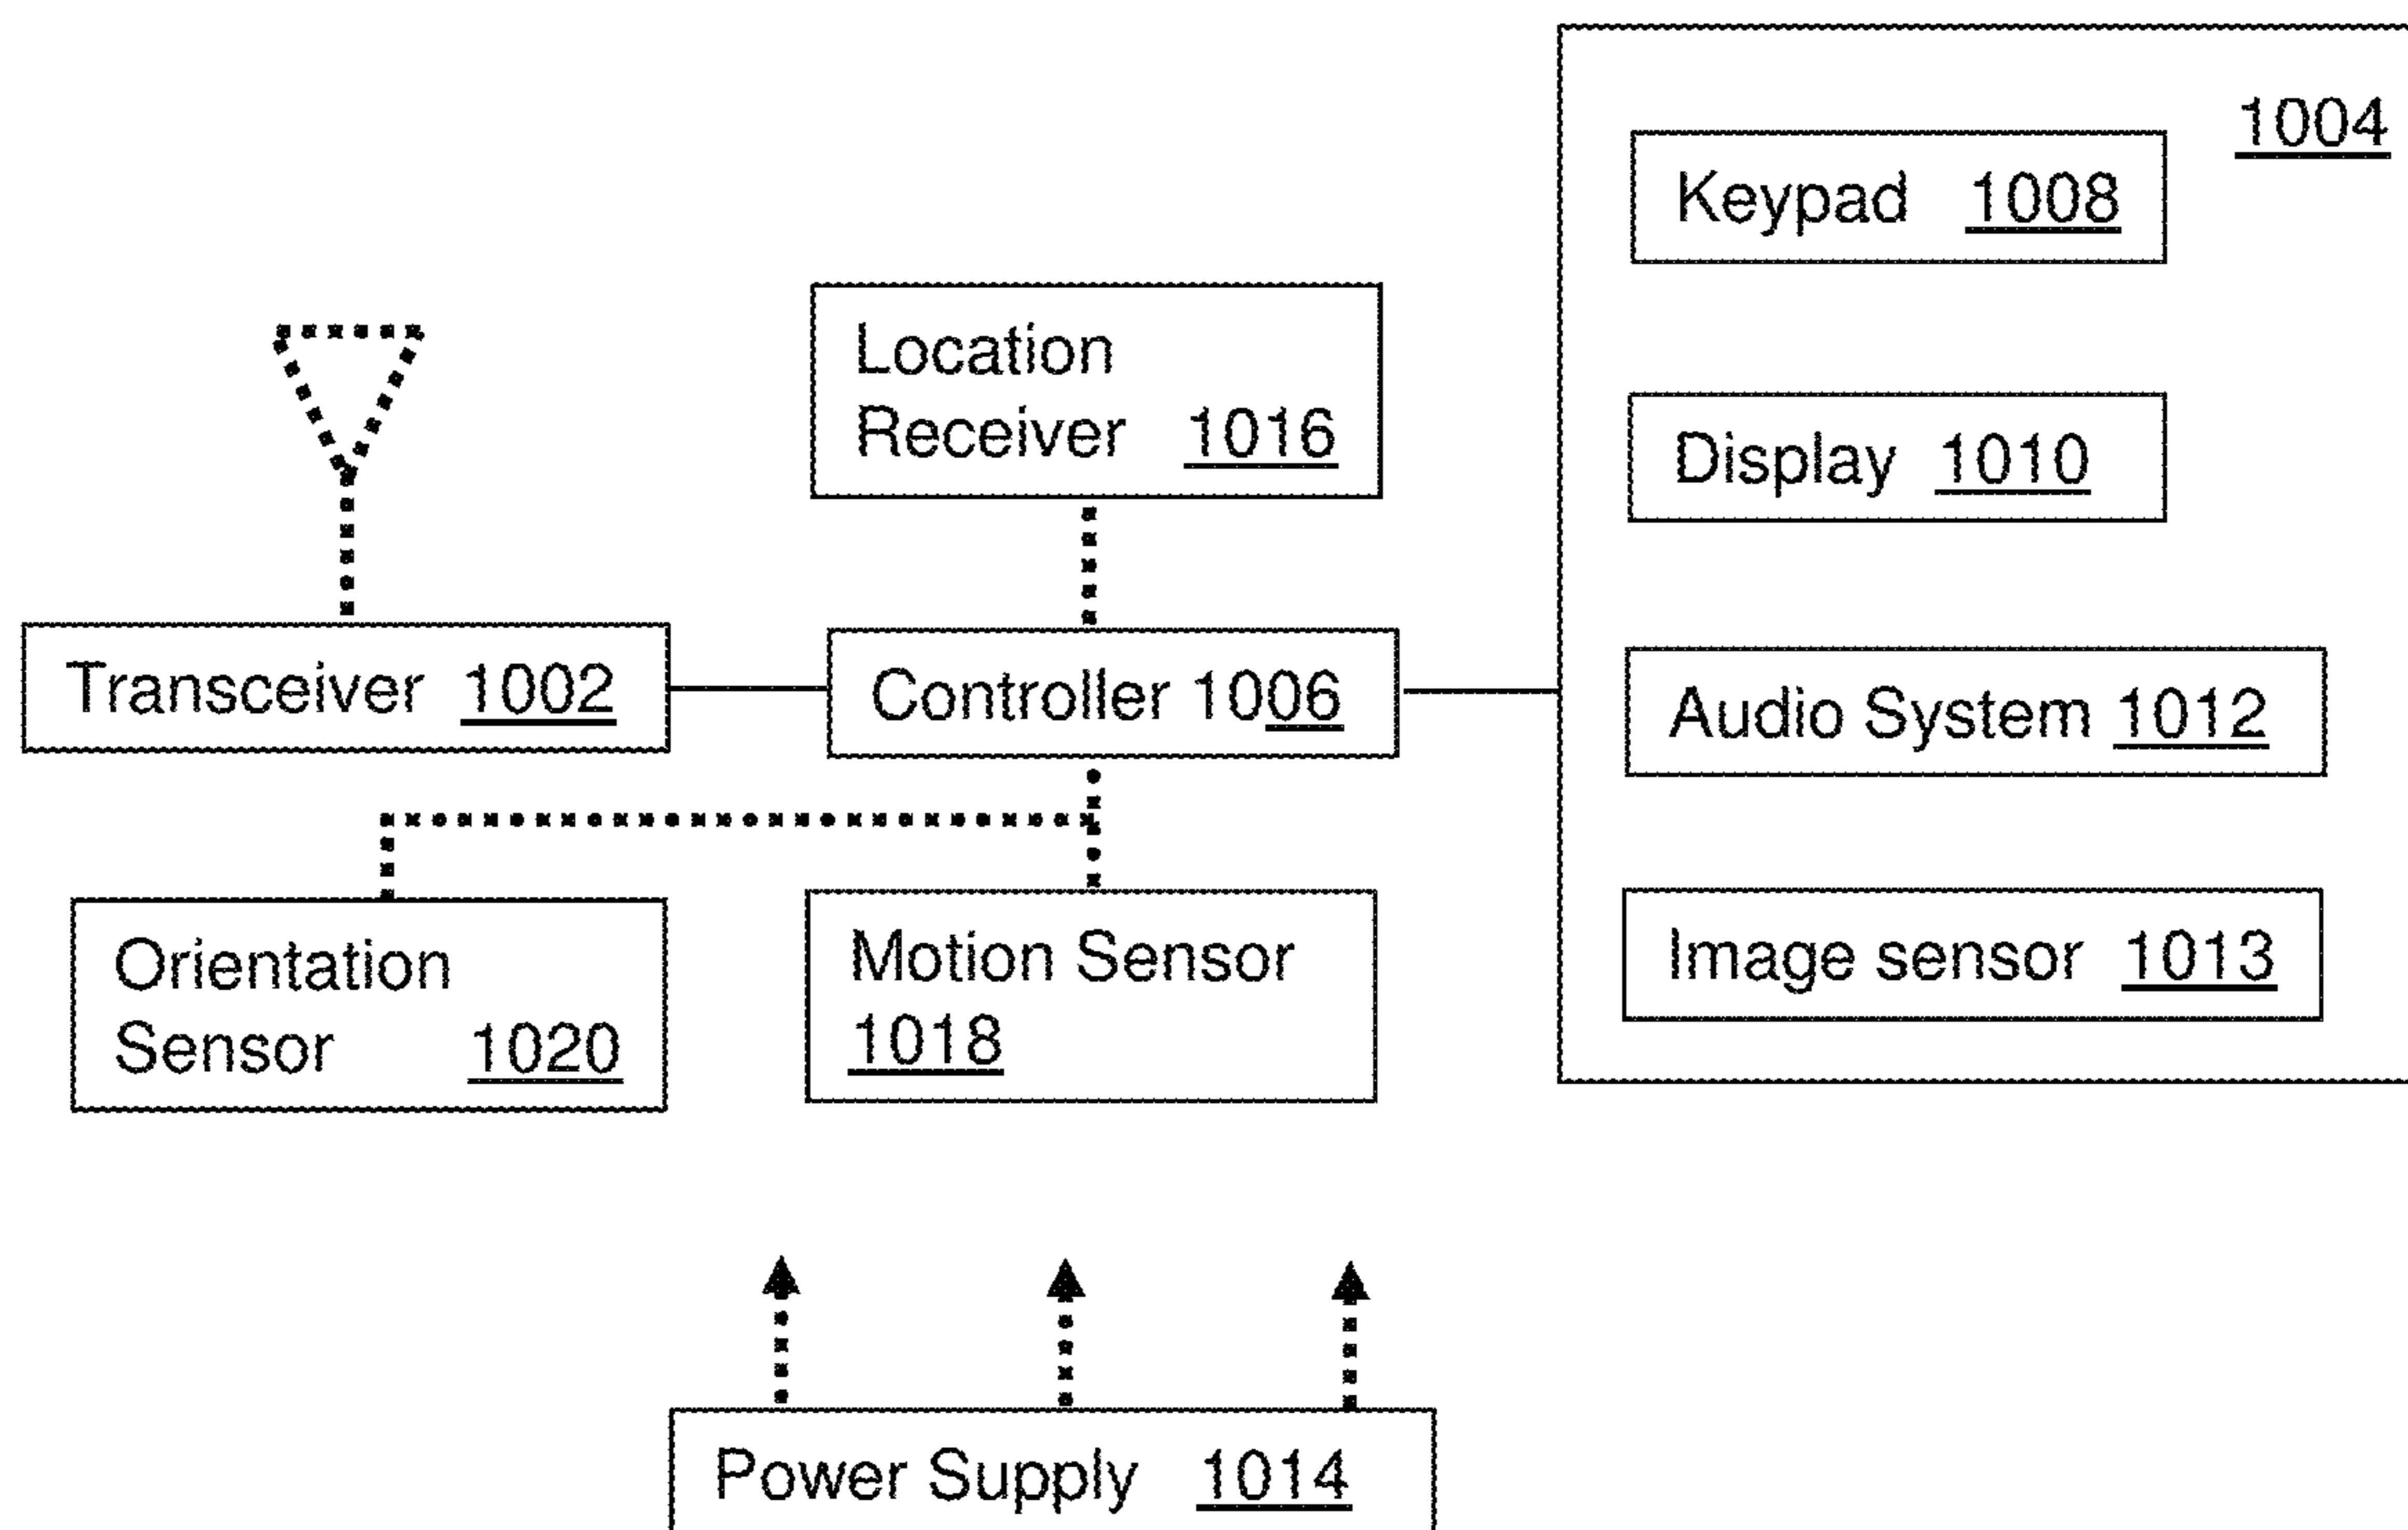 1004
Keypad 1008
Location
Receiver 1016
Display 1010
Transceiver 1002
Controller 1006
Audio System 1012
Orientation
Sensor 1020
Motion Sensor
1018
Image sensor 1013
Power Supply 1014